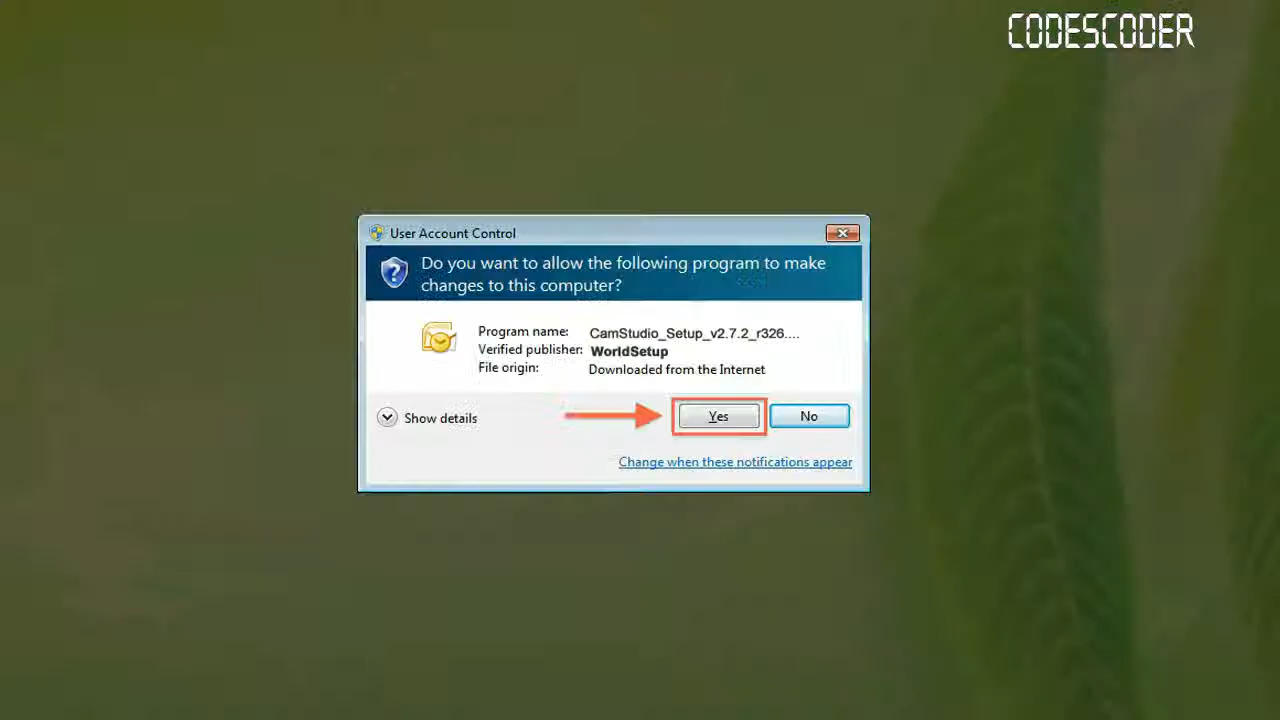 CODESCODER
User Account Control
Do you want to allow the following program to make
changes to this computer?
Program name: CamStudio_Setup_v2.7.2_r326....
Verified publisher: WorldSetup
File origin: Downloaded from the Internet
Show details
Yes
No
Change when these notifications appear